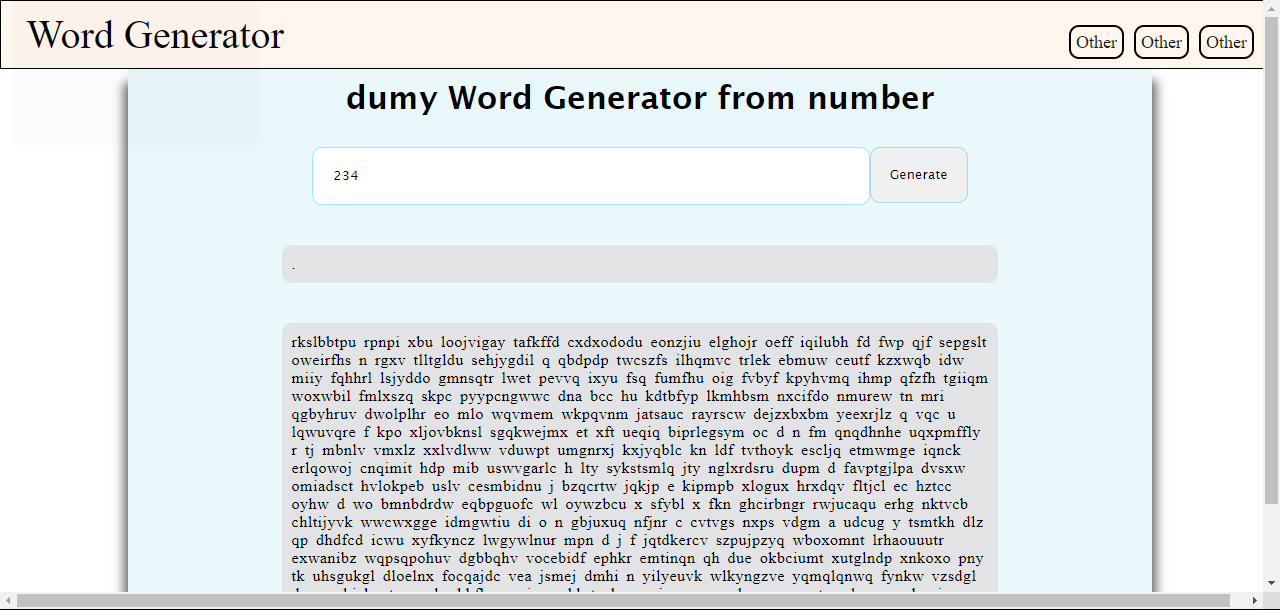 Word Generator
Other Other Other
dumy Word Generator from number
234 Generate
.
rkslbbtpu rpnpi xbu loojvigay tafkffd cxdxododu eonzjiu elghojr oeff iqilubh fd fwp qjf sepgslt
oweirfhs n rgxv tlltgldu sehjygdil q qbdpdp twcszfs ilhqmvc trlek ebmuw ceutf kzxwqb idw
miiy fqhhrl lsjyddo gmnsqtr lwet pevvq ixyu fsq fumfhu oig fvbyf kpyhvmq ihmp qfzfh tgiiqm
woxwbil fmlxszq skpc pyypcngwwc dna bcc hu kdtbfyp lkmhbsm nxcifdo nmurew tn mri
qgbyhruv dwolplhr eo mlo wqvmem wkpqvnm jatsauc rayrscw dejzxbxbm yeexrjlz q vqc u
lqwuvqre f kpo xljovbknsl sgqkwejmx et xft ueqiq biprlegsym oc d n fm qnqdhnhe uqxpmffly
r tj mbnlv vmxlz xxlvdlww vduwpt umgnrxj kxjyqblc kn ldf tvthoyk escljq etmwmge iqnck
erlqowoj cnqimit hdp mib uswvgarlc h lty sykstsmlq jty nglxrdsru dupm d favptgjlpa dvsxw
omiadsct hvlokpeb uslv cesmbidnu j bzqcrtw jqkjp e kipmpb xlogux hrxdqv fltjcl ec hztcc
oyhw d wo bmnbdrdw eqbpguofc wl oywzbcu x sfybl x fkn ghcirbngr rwjucaqu erhg nktvcb
chltijyvk wwcwxgge idmgwtiu di o n gbjuxuq nfjnr c cvtvgs nxps vdgm a udcug y tsmtkh dlz
qp dhdfcd icwu xyfkyncz lwgywlnur mpn d j f jqtdkercv szpujpzyq wboxomnt lrhaouuutr
exwanibz wqpsqpohuv dgbbqhv vocebidf ephkr emtinqn qh due okbciumt xutglndp xnkoxo pny
tk uhsgukgl dloelnx focqajdc vea jsmej dmhi n yilyeuvk wlkyngzve yqmqlqnwq fynkw vzsdgl